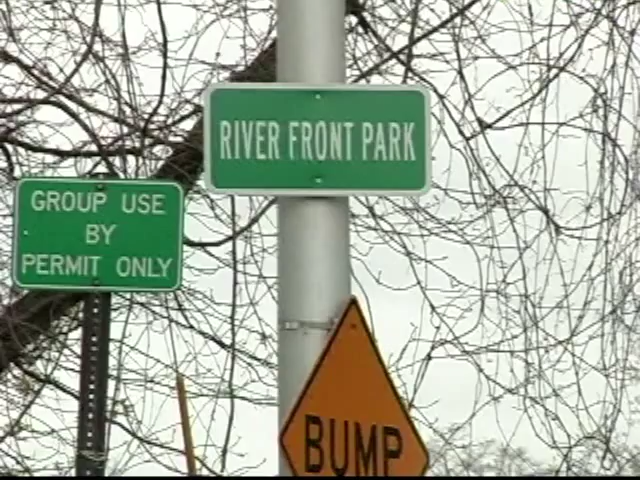 RIVER FRONT PARK
GROUP USE
BY
PERMIT ONLY
BUMP